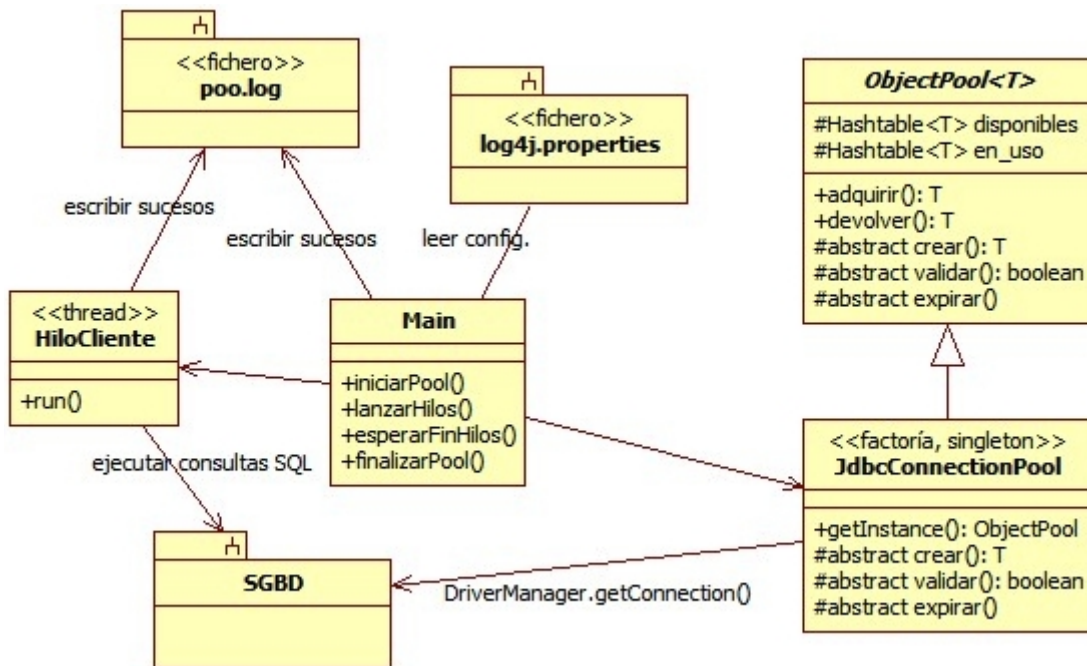 <<fichero>>
poo.log
<<fichero>>
log4j.properties
ObjectPool<T>
#Hashtable<T> disponibles
#Hashtable<T> en_uso
+adquirir(): T
+devolver(): T
#abstract crear(): T
#abstract validar(): boolean
#abstract expirar()
escribir sucesos
escribir sucesos
leer config.
<<thread>>
HiloCliente
+run()
Main
+iniciarPool()
+lanzarHilos()
+esperarFinHilos()
+finalizarPool()
ejecutar consultas SQL
<<factoría, singleton>>
JdbcConnectionPool
+getInstance(): ObjectPool
#abstract crear(): T
#abstract validar(): boolean
#abstract expirar()
SGBD
DriverManager.getConnection()